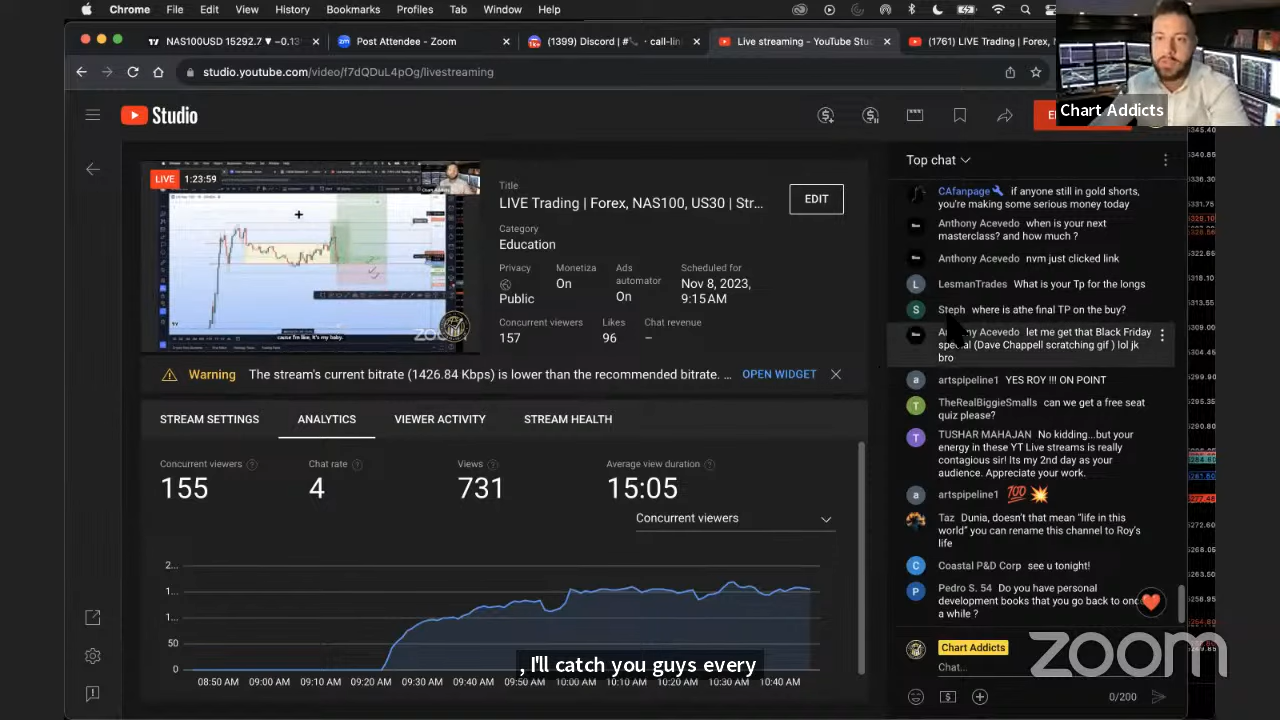 Chrome File Edit View History Bookmarks Profiles Tab Window Help
NAS100USD 15292.7 ▼ -0.13
Post Attendee - Zoom
(1399) Discord | #
call-lin
Live streaming - YouTube Stu
(1761) LIVE Trading | Forex,
studio.youtube.com/video/f7dQDuL4pOg/livestreaming
Chart Addicts
Studio
LIVE 1:23:59
Title
LIVE Trading | Forex, NAS100, US30 | Str...
EDIT
Category
Education
Privacy
Public
Monetiza
On
Ads
automator
On
Scheduled for
Nov 8, 2023,
9:15 AM
Concurrent viewers
157
Likes
96
Chat revenue
–
cause I'm like, it's my baby.
Warning The stream's current bitrate (1426.84 Kbps) is lower than the recommended bitrate. ... OPEN WIDGET
STREAM SETTINGS ANALYTICS VIEWER ACTIVITY STREAM HEALTH
Concurrent viewers
155
Chat rate
4
Views
731
Average view duration
15:05
Concurrent viewers
2...
1...
1...
50
0
08:50 AM 09:00 AM 09:10 AM 09:20 AM 09:30 AM 09:40 AM 09:50 AM 10:00 AM 10:10 AM 10:20 AM 10:30 AM 10:40 AM
, I'll catch you guys every
Top chat
CAfanpage if anyone still in gold shorts,
you're making some serious money today
Anthony Acevedo when is your next
masterclass? and how much ?
Anthony Acevedo nvm just clicked link
LesmanTrades What is your Tp for the longs
Steph where is athe final TP on the buy?
Acevedo let me get that Black Friday
(Dave Chappell scratching gif ) lol jk
bro
artspipeline1 YES ROY !!! ON POINT
TheRealBiggieSmalls can we get a free seat
quiz please?
TUSHAR MAHAJAN No kidding...but your
energy in these YT Live streams is really
contagious sir! Its my 2nd day as your
audience. Appreciate your work.
artspipeline1 💯💥
Taz Dunia, doesn't that mean "life in this
world" you can rename this channel to Roy's
life
Coastal P&D Corp see u tonight!
Pedro S. 54 Do you have personal
development books that you go back to once
a while ?
Chart Addicts
Chat...
0/200
zoom